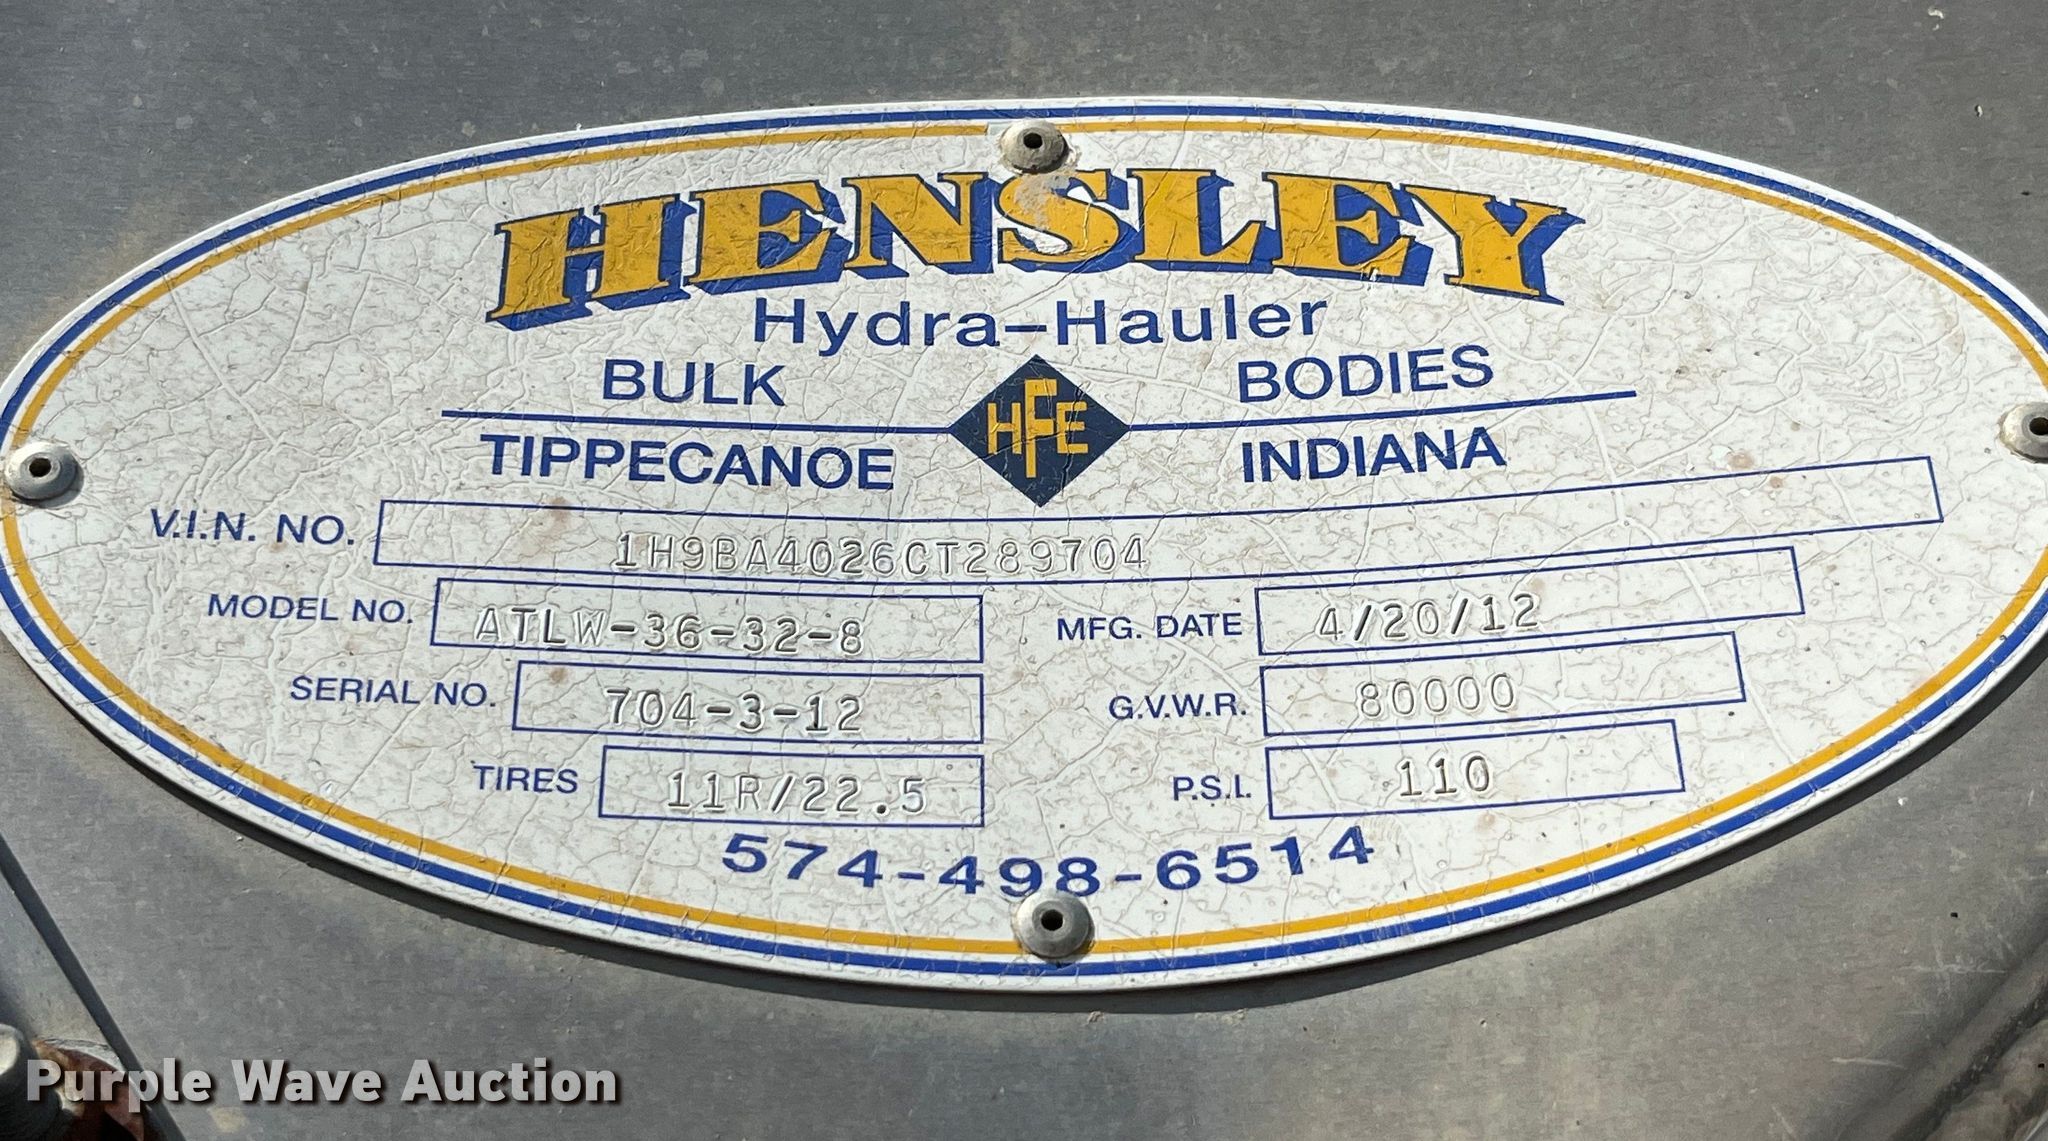 HENSLEY
Hydra-Hauler
BULK BODIES
HFE
TIPPECANOE INDIANA
V.I.N. NO. 1H9BA4026CT289704
MODEL NO. ATLW-36-32-8 MFG. DATE 4/20/12
SERIAL NO. 704-3-12 G.V.W.R. 80000
TIRES 11R/22.5 P.S.I. 110
574-498-6514
Purple Wave Auction